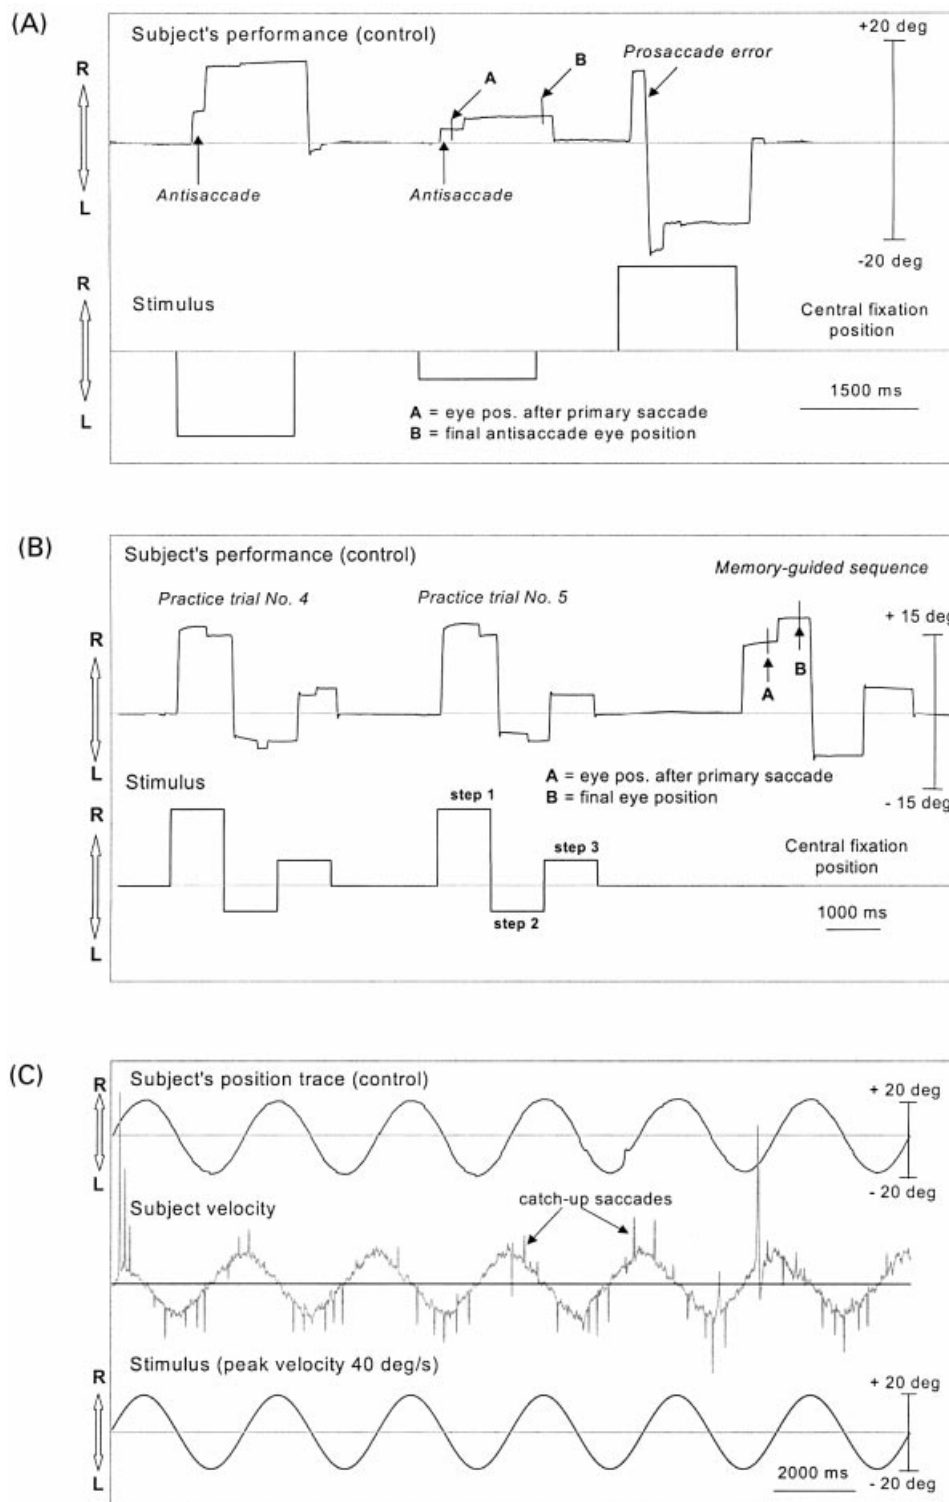 (A)
Subject's performance (control)
+20 deg
R
A
B
Prosaccade error
Antisaccade
Antisaccade
L
-20 deg
R
Stimulus
Central fixation
position
L
1500 ms
A = eye pos. after primary saccade
B = final antisaccade eye position
(B)
Subject's performance (control)
Memory-guided sequence
Practice trial No. 4
Practice trial No. 5
+ 15 deg
R
B
A
L
A = eye pos. after primary saccade
B = final eye position
Stimulus
- 15 deg
R
step 1
step 3
Central fixation
position
step 2
1000 ms
L
(C)
Subject's position trace (control)
R
+ 20 deg
L
- 20 deg
Subject velocity
catch-up saccades
Stimulus (peak velocity 40 deg/s)
R
+ 20 deg
2000 ms
- 20 deg
L